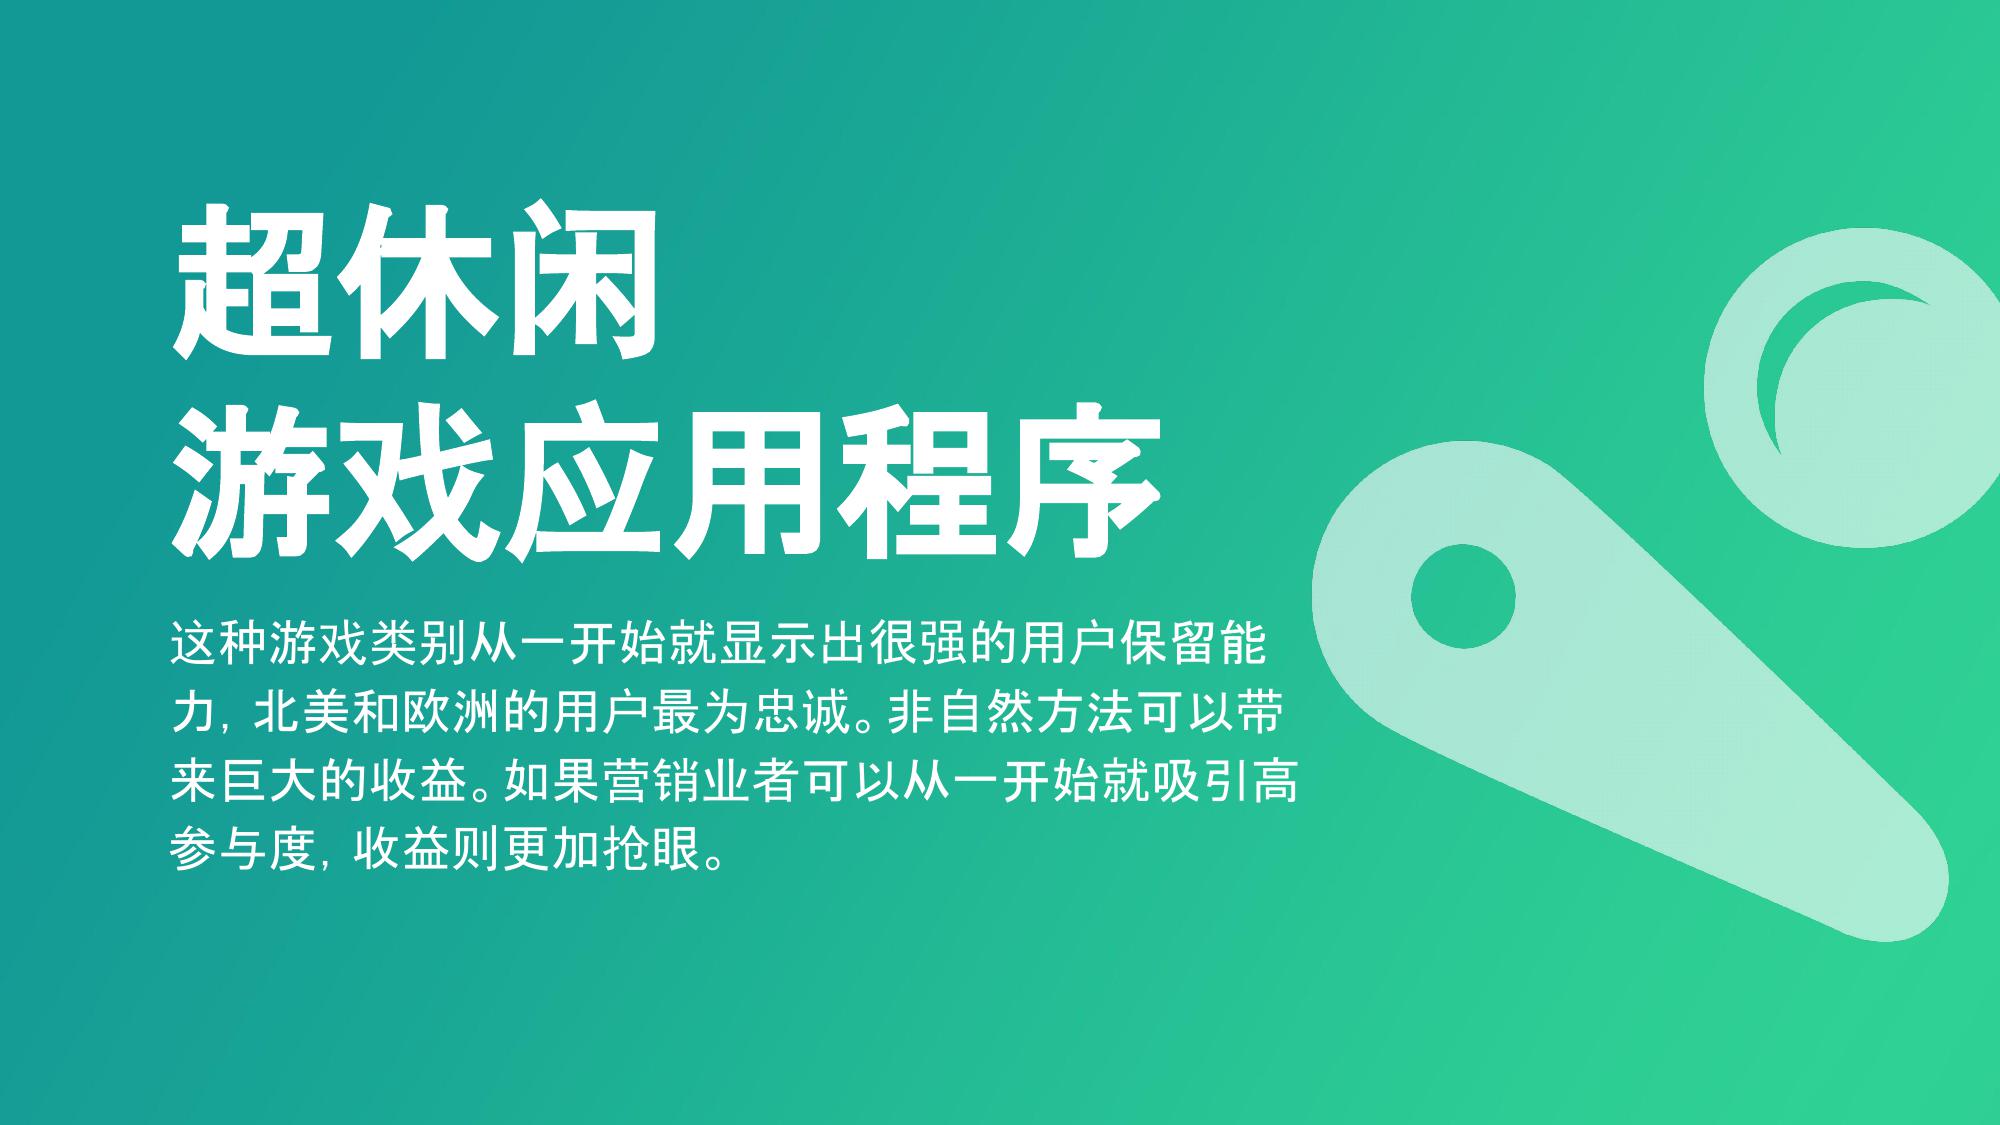 超休闲
游戏应用程序
这种游戏类别从一开始就显示出很强的用户保留能
力，北美和欧洲的用户最为忠诚。非自然方法可以带
来巨大的收益。如果营销业者可以从一开始就吸引高
参与度，收益则更加抢眼。